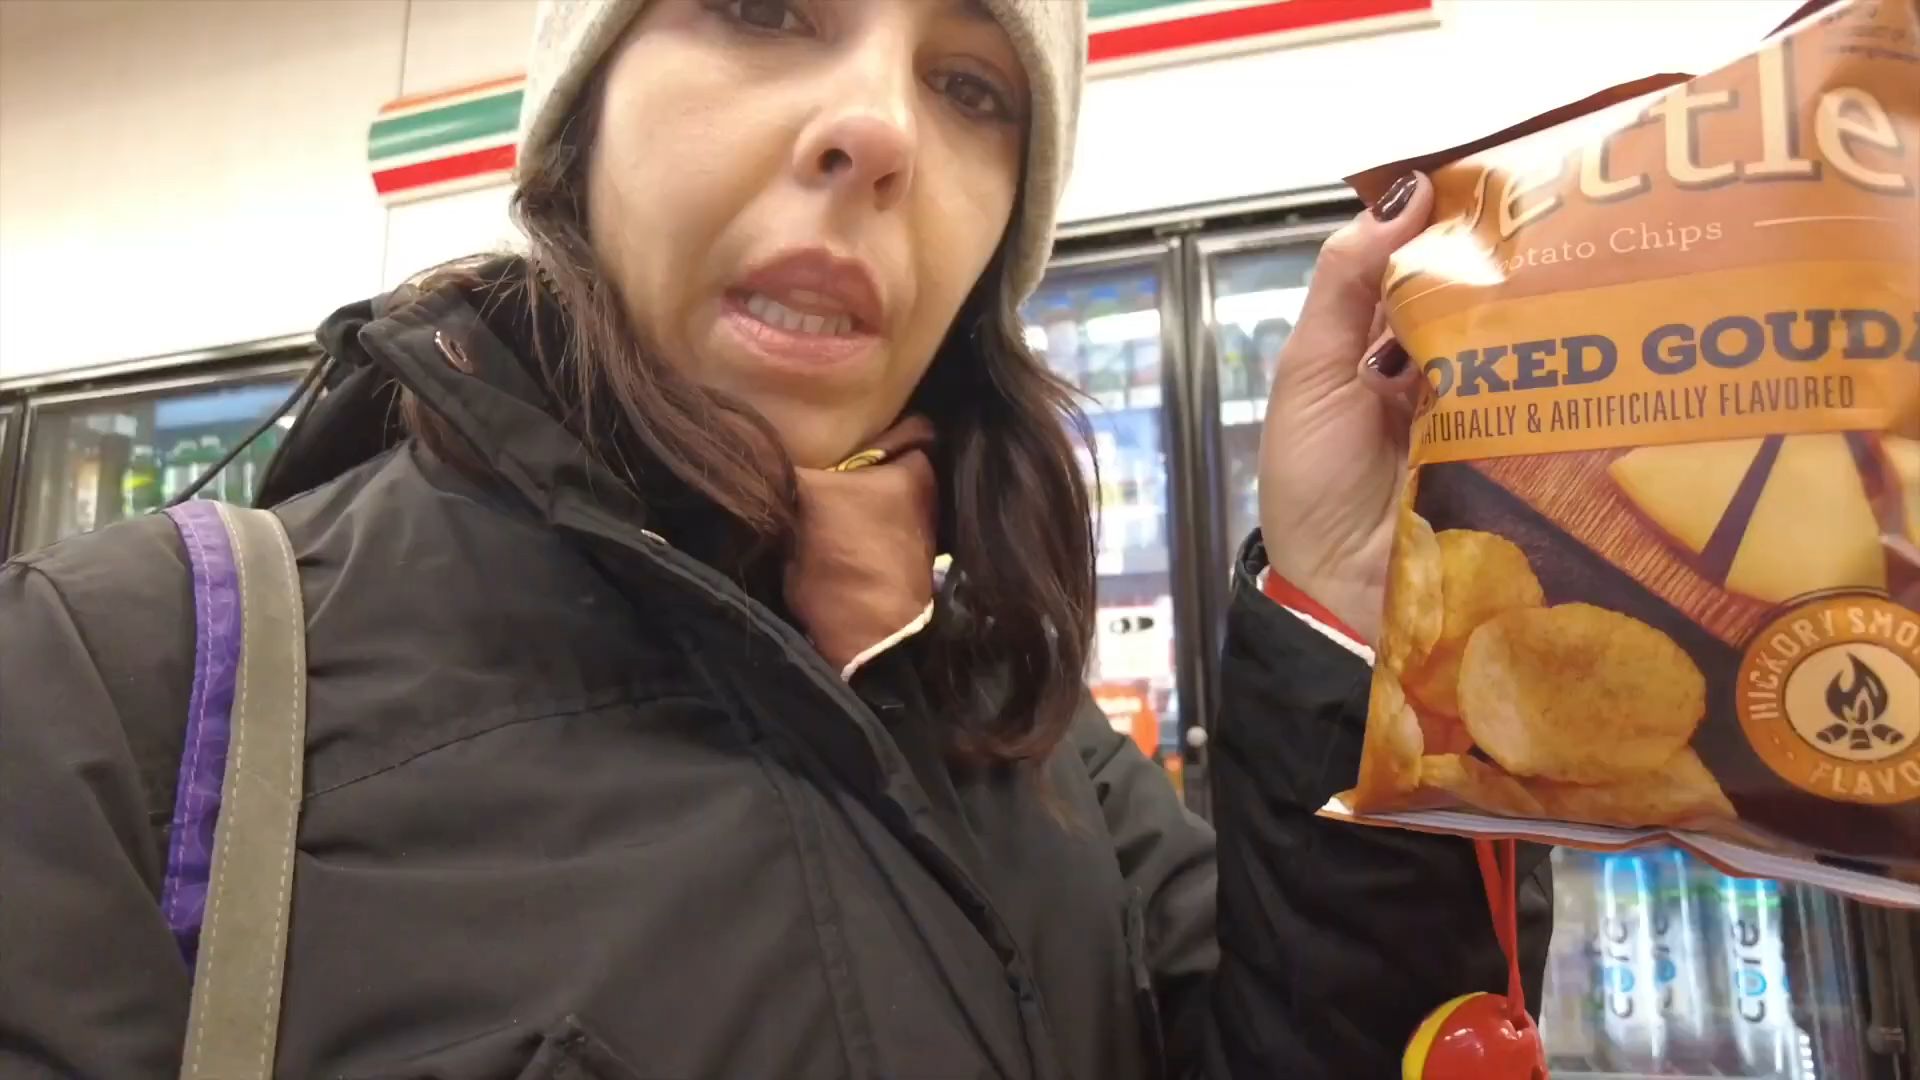 ettle
otato Chips
OKED GOUDA
ATURALLY & ARTIFICIALLY FLAVORED
HICKORY SMO
FLAVO
core
core
core